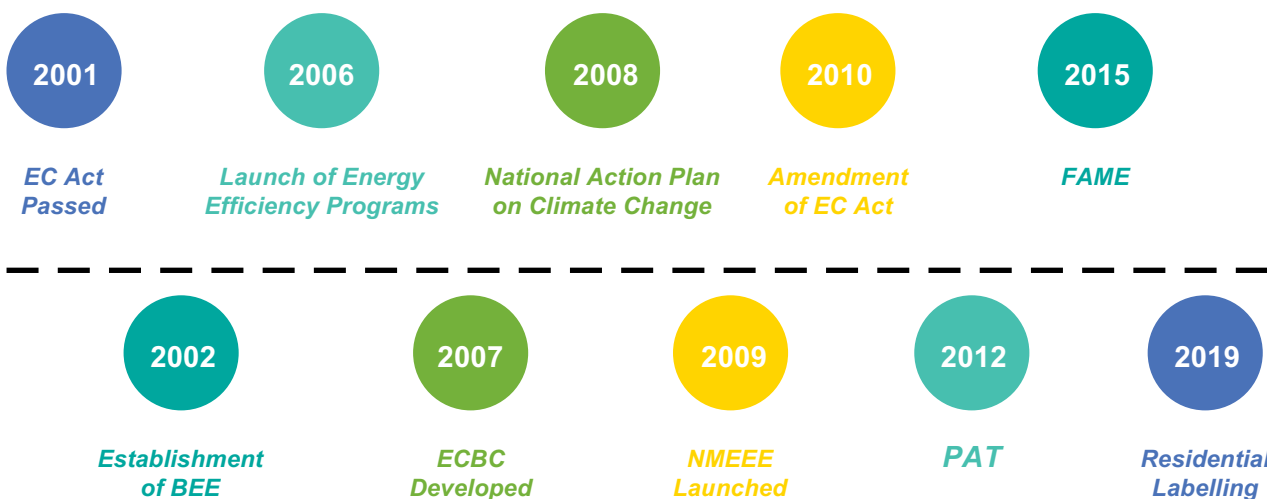 2001
2006
2008
2010
2015
EC Act
Passed
Launch of Energy
Efficiency Programs
National Action Plan
on Climate Change
Amendment
of EC Act
FAME
2002
2007
2009
2012
2019
Establishment
of BEE
ECBC
Developed
NMEEE
Launched
PAT
Residential
Labelling